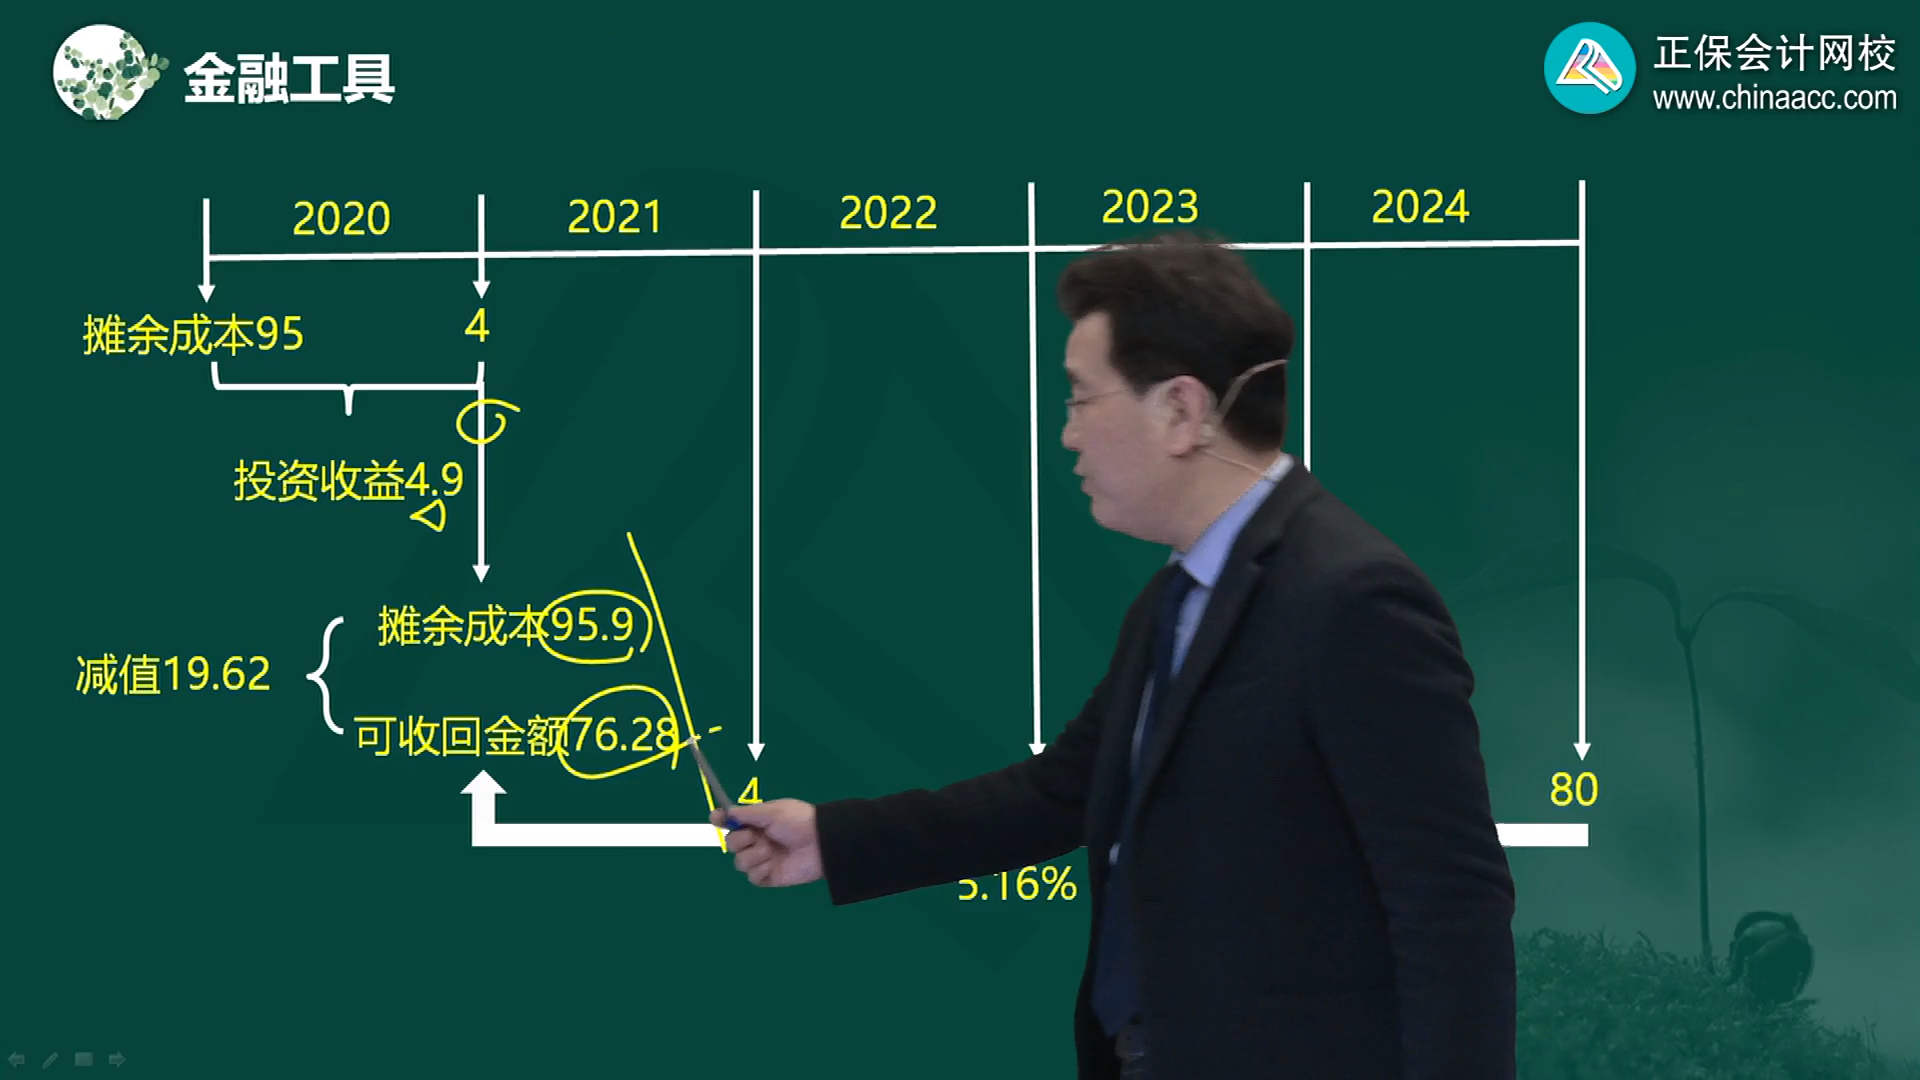 金融工具
正保会计网校
www.chinaacc.com
2020
2021
2022
2023
2024
摊余成本95
4
投资收益4.9
摊余成本95.9
减值19.62
可收回金额76.28
4
80
5.16%